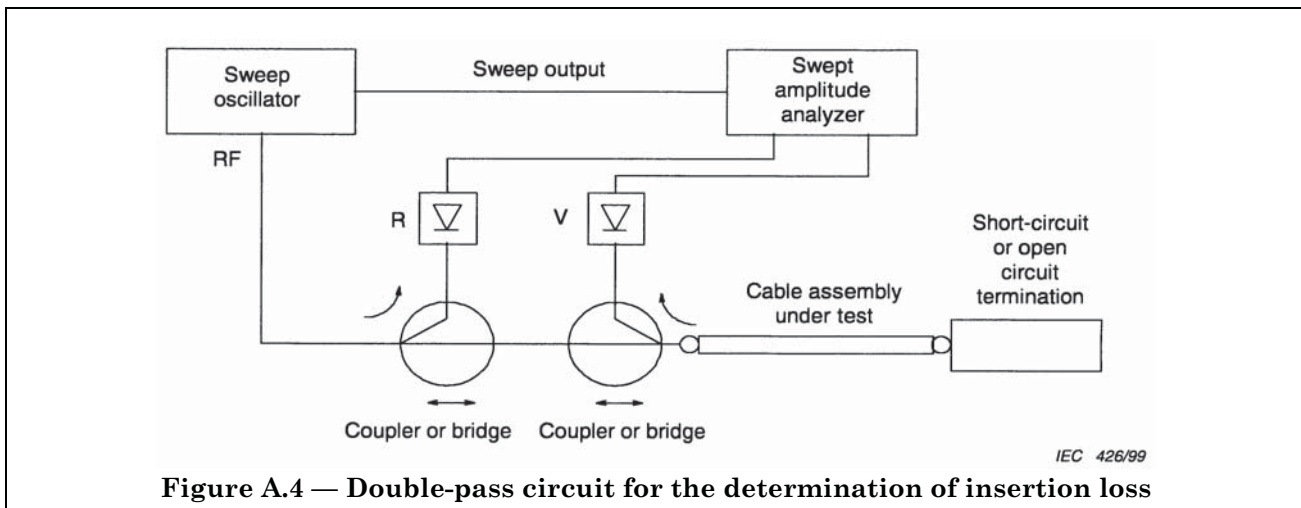 Sweep
oscillator
Sweep output
Swept
amplitude
analyzer
RF
R
V
Short-circuit
or open
circuit
termination
Cable assembly
under test
Coupler or bridge
Coupler or bridge
IEC 426/99
Figure A.4 — Double-pass circuit for the determination of insertion loss